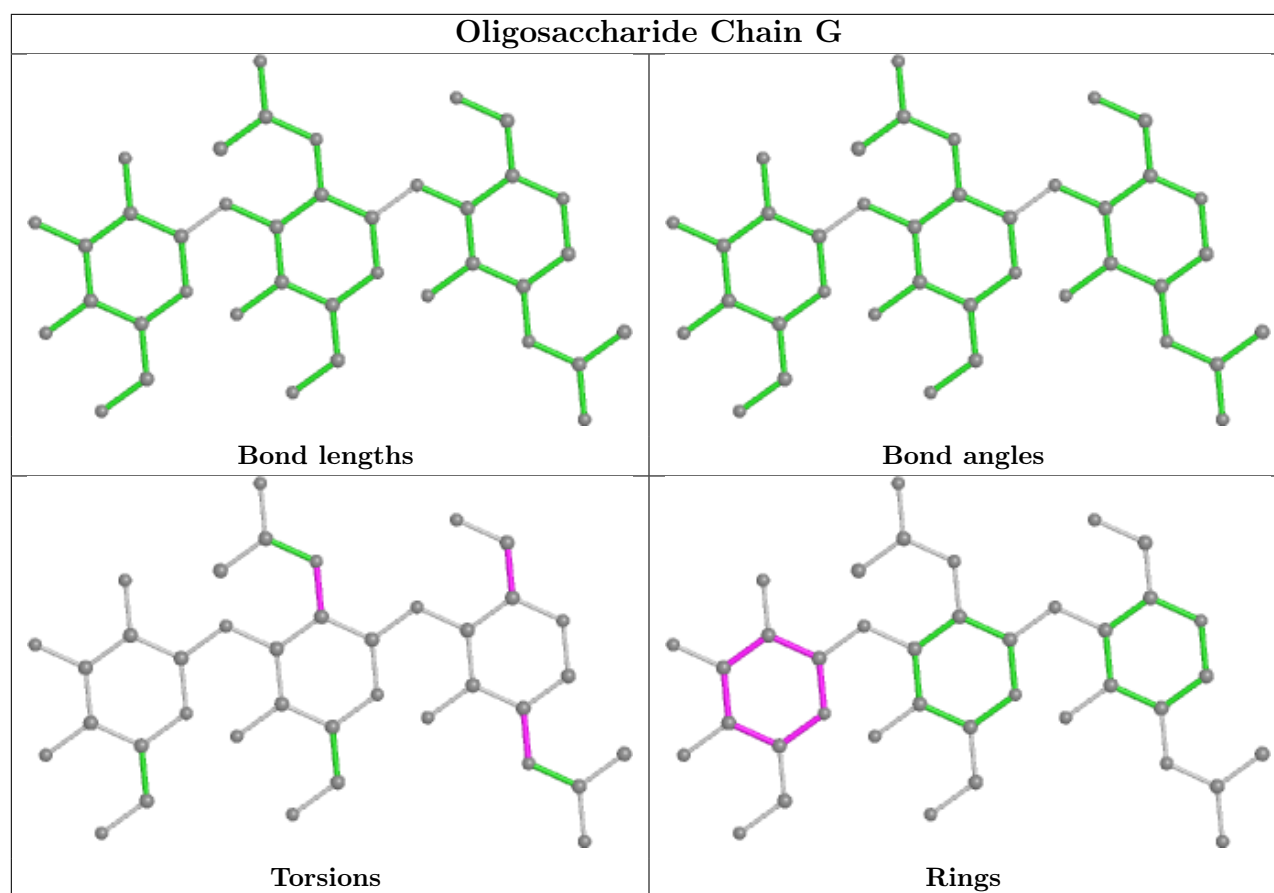 Oligosaccharide Chain G
Bond lengths
Bond angles
Torsions
Rings